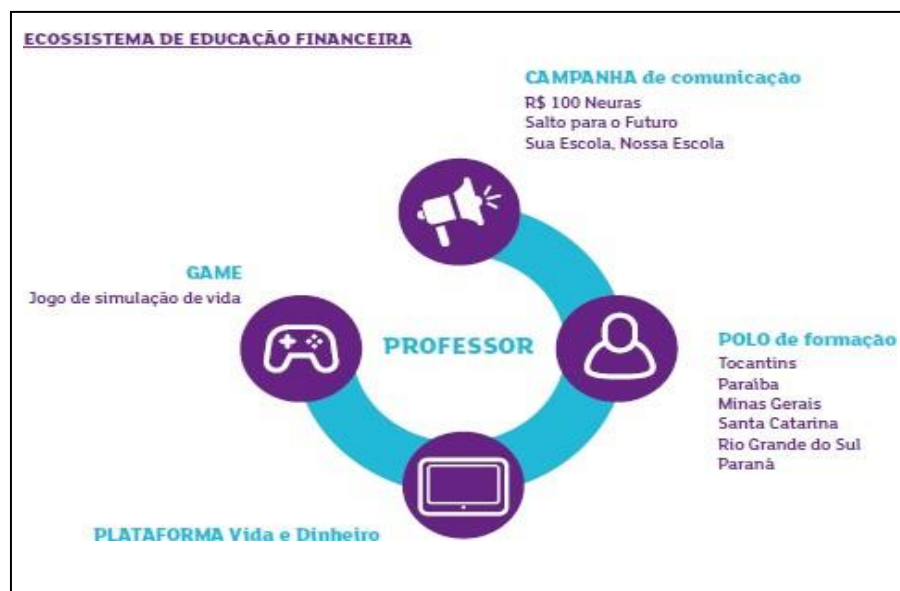 ECOSSISTEMA DE EDUCAÇÃO FINANCEIRA
CAMPANHA de comunicação
R$ 100 Neuras
Salto para o Futuro
Sua Escola, Nossa Escola
GAME
Jogo de simulação de vida
PROFESSOR
POLO de formação
Tocantins
Paraíba
Minas Gerais
Santa Catarina
Rio Grande do Sul
Paraná
PLATAFORMA Vida e Dinheiro